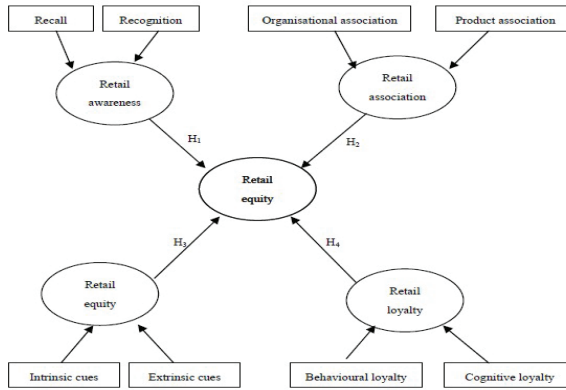 Recall
Recognition
Organisational association
Product association
Retail
awareness
Retail
association
H₁
H₂
Retail
equity
H₃
H₄
Retail
equity
Retail
loyalty
Intrinsic cues
Extrinsic cues
Behavioural loyalty
Cognitive loyalty